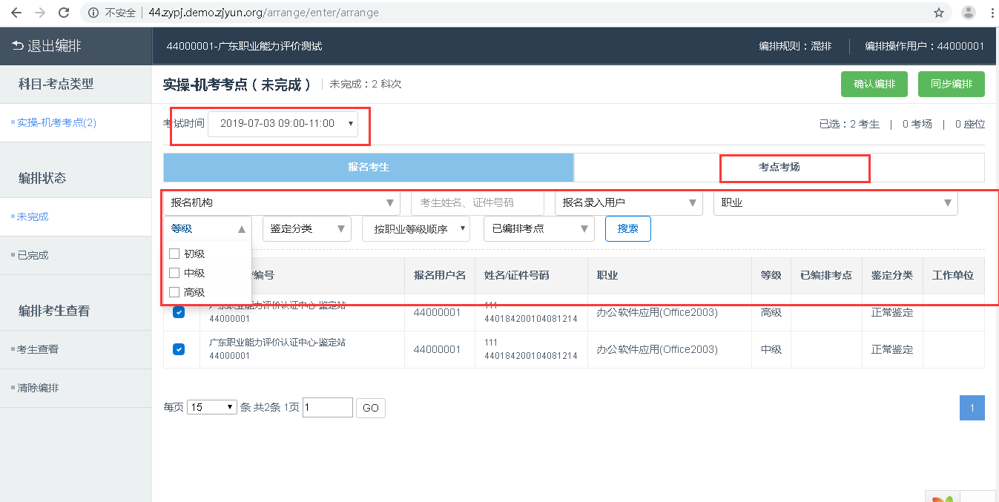 不安全 44.zypj.demo.zjyun.org/arrange/enter/arrange
退出编排 44000001-广东职业能力评价测试 编排规则：混排 编排操作用户：44000001
科目-考点类型
实操-机考考点(2)
编排状态
未完成
已完成
编排考生查看
考生查看
清除编排
实操-机考考点（未完成） 未完成：2 科次 确认编排 同步编排
考试时间 2019-07-03 09:00-11:00 已选：2 考生 | 0 考场 | 0 座位
报名考生 考点考场
报名机构 考生姓名、证件号码 报名录入用户 职业
等级 鉴定分类 按职业等级顺序 已编排考点 搜索
初级
中级
高级
/编号 报名用户名 姓名/证件号码 职业 等级 已编排考点 鉴定分类 工作单位
广东职业能力评价认证中心-鉴定站 44000001 44000001 111 440184200104081214 办公软件应用(Office2003) 高级 正常鉴定
广东职业能力评价认证中心-鉴定站 44000001 44000001 111 440184200104081214 办公软件应用(Office2003) 中级 正常鉴定
每页 15 条 共2条 1页 1 GO 1